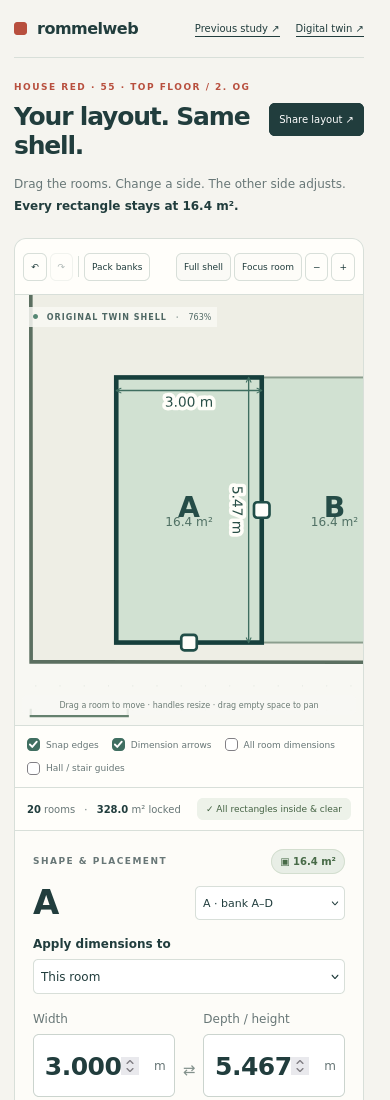 rommelweb
Previous study ↗ Digital twin ↗
HOUSE RED · 55 · TOP FLOOR / 2. OG
Your layout. Same
shell.
Share layout ↗
Drag the rooms. Change a side. The other side adjusts.
Every rectangle stays at 16.4 m².
↶ ↷ Pack banks Full shell Focus room − +
ORIGINAL TWIN SHELL · 763%
3.00 m
5.47 m
A
16.4 m²
B
16.4 m²
Drag a room to move · handles resize · drag empty space to pan
Snap edges Dimension arrows All room dimensions
Hall / stair guides
20 rooms · 328.0 m² locked ✓ All rectangles inside & clear
SHAPE & PLACEMENT ▣ 16.4 m²
A
A · bank A–D
Apply dimensions to
This room
Width Depth / height
3.000 m ⇄ 5.467 m